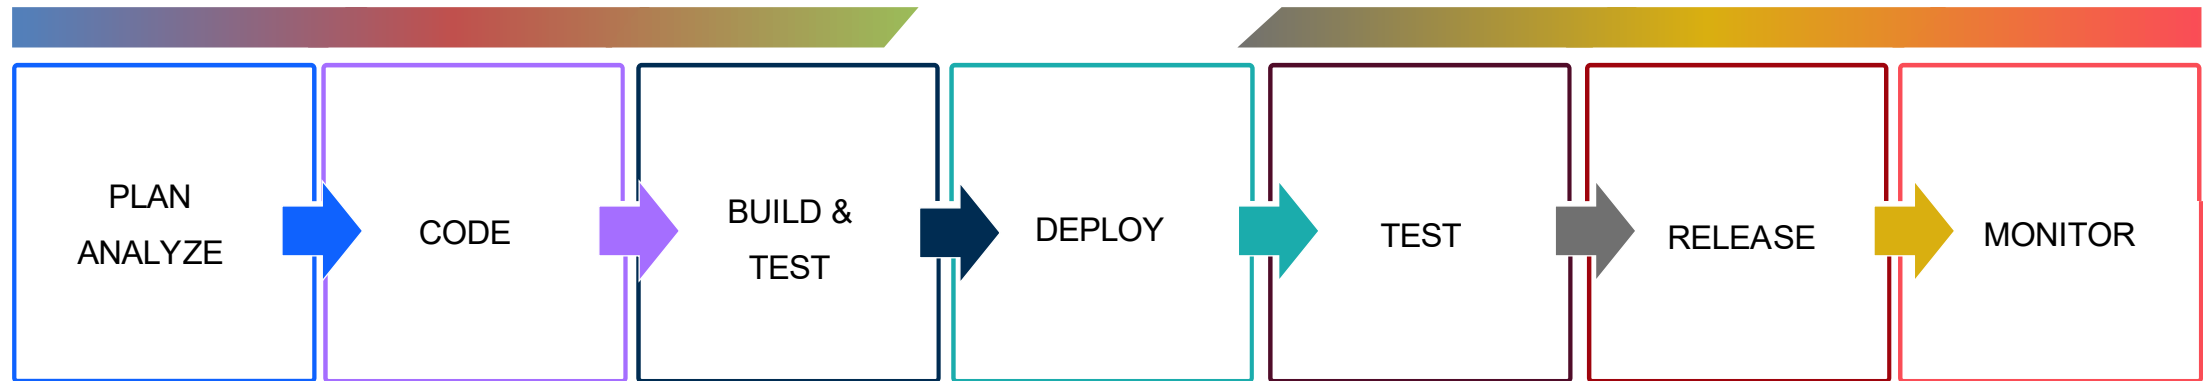 PLAN
ANALYZE
CODE
BUILD &
TEST
DEPLOY
TEST
RELEASE
MONITOR